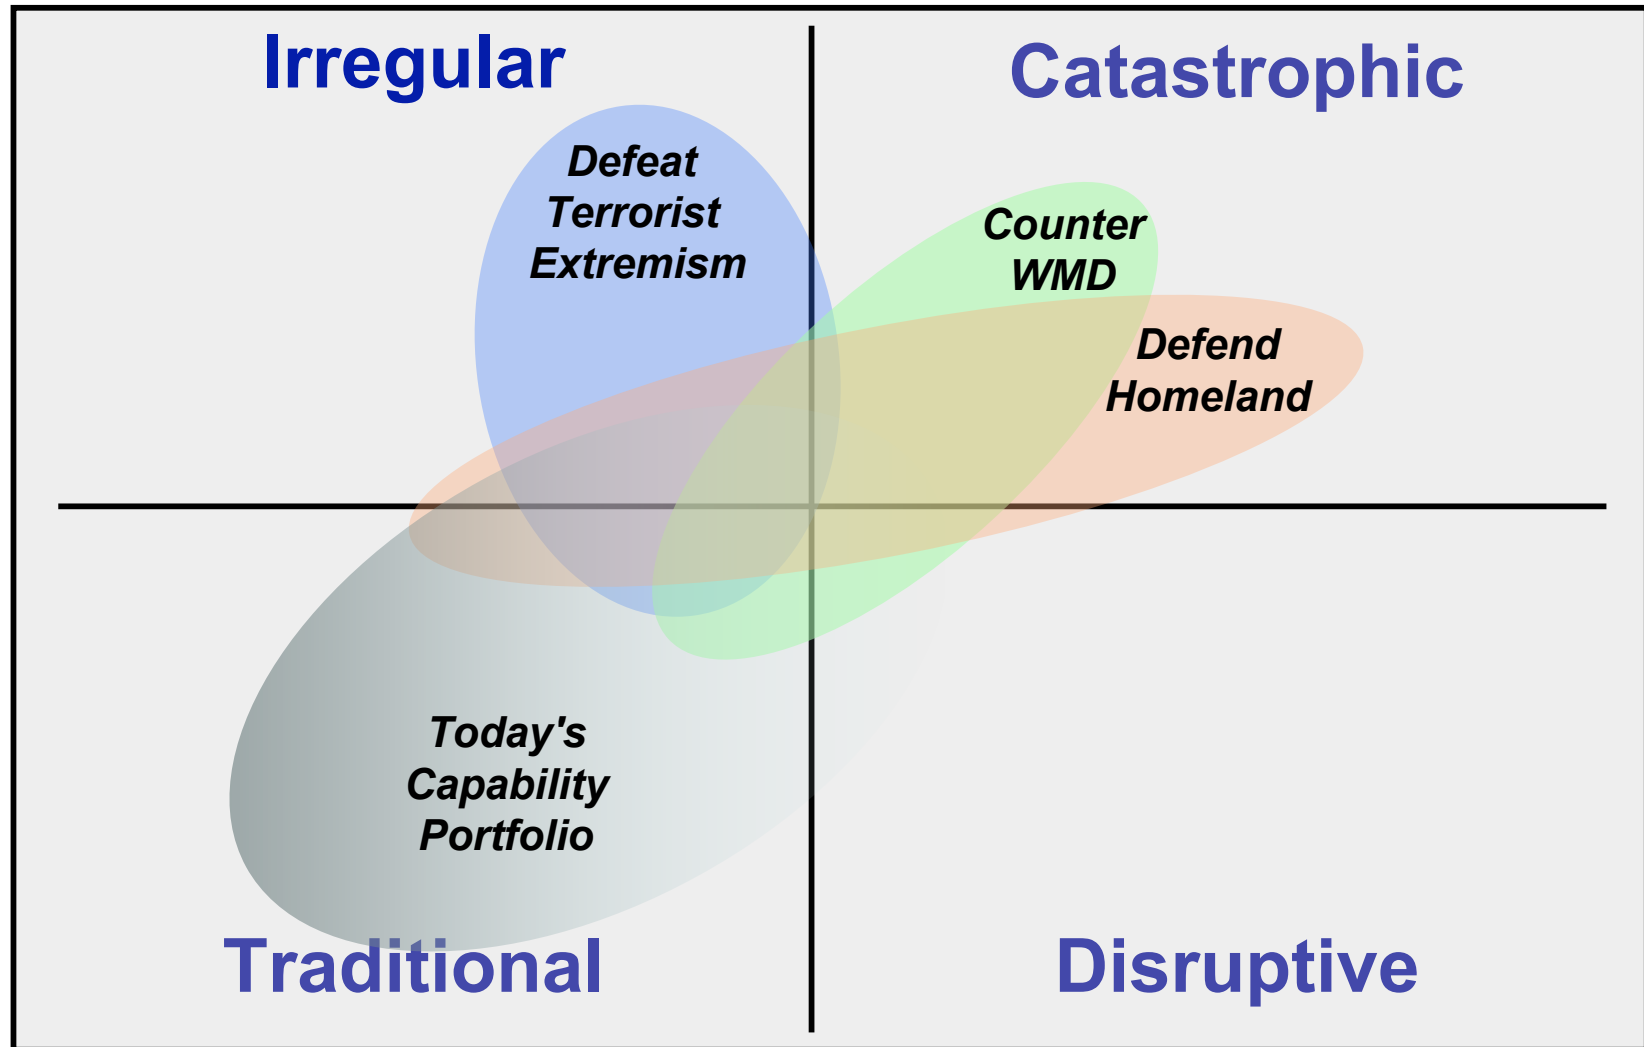 Irregular
Catastrophic
Defeat
Terrorist
Extremism
Counter
WMD
Defend
Homeland
Today's
Capability
Portfolio
Traditional
Disruptive